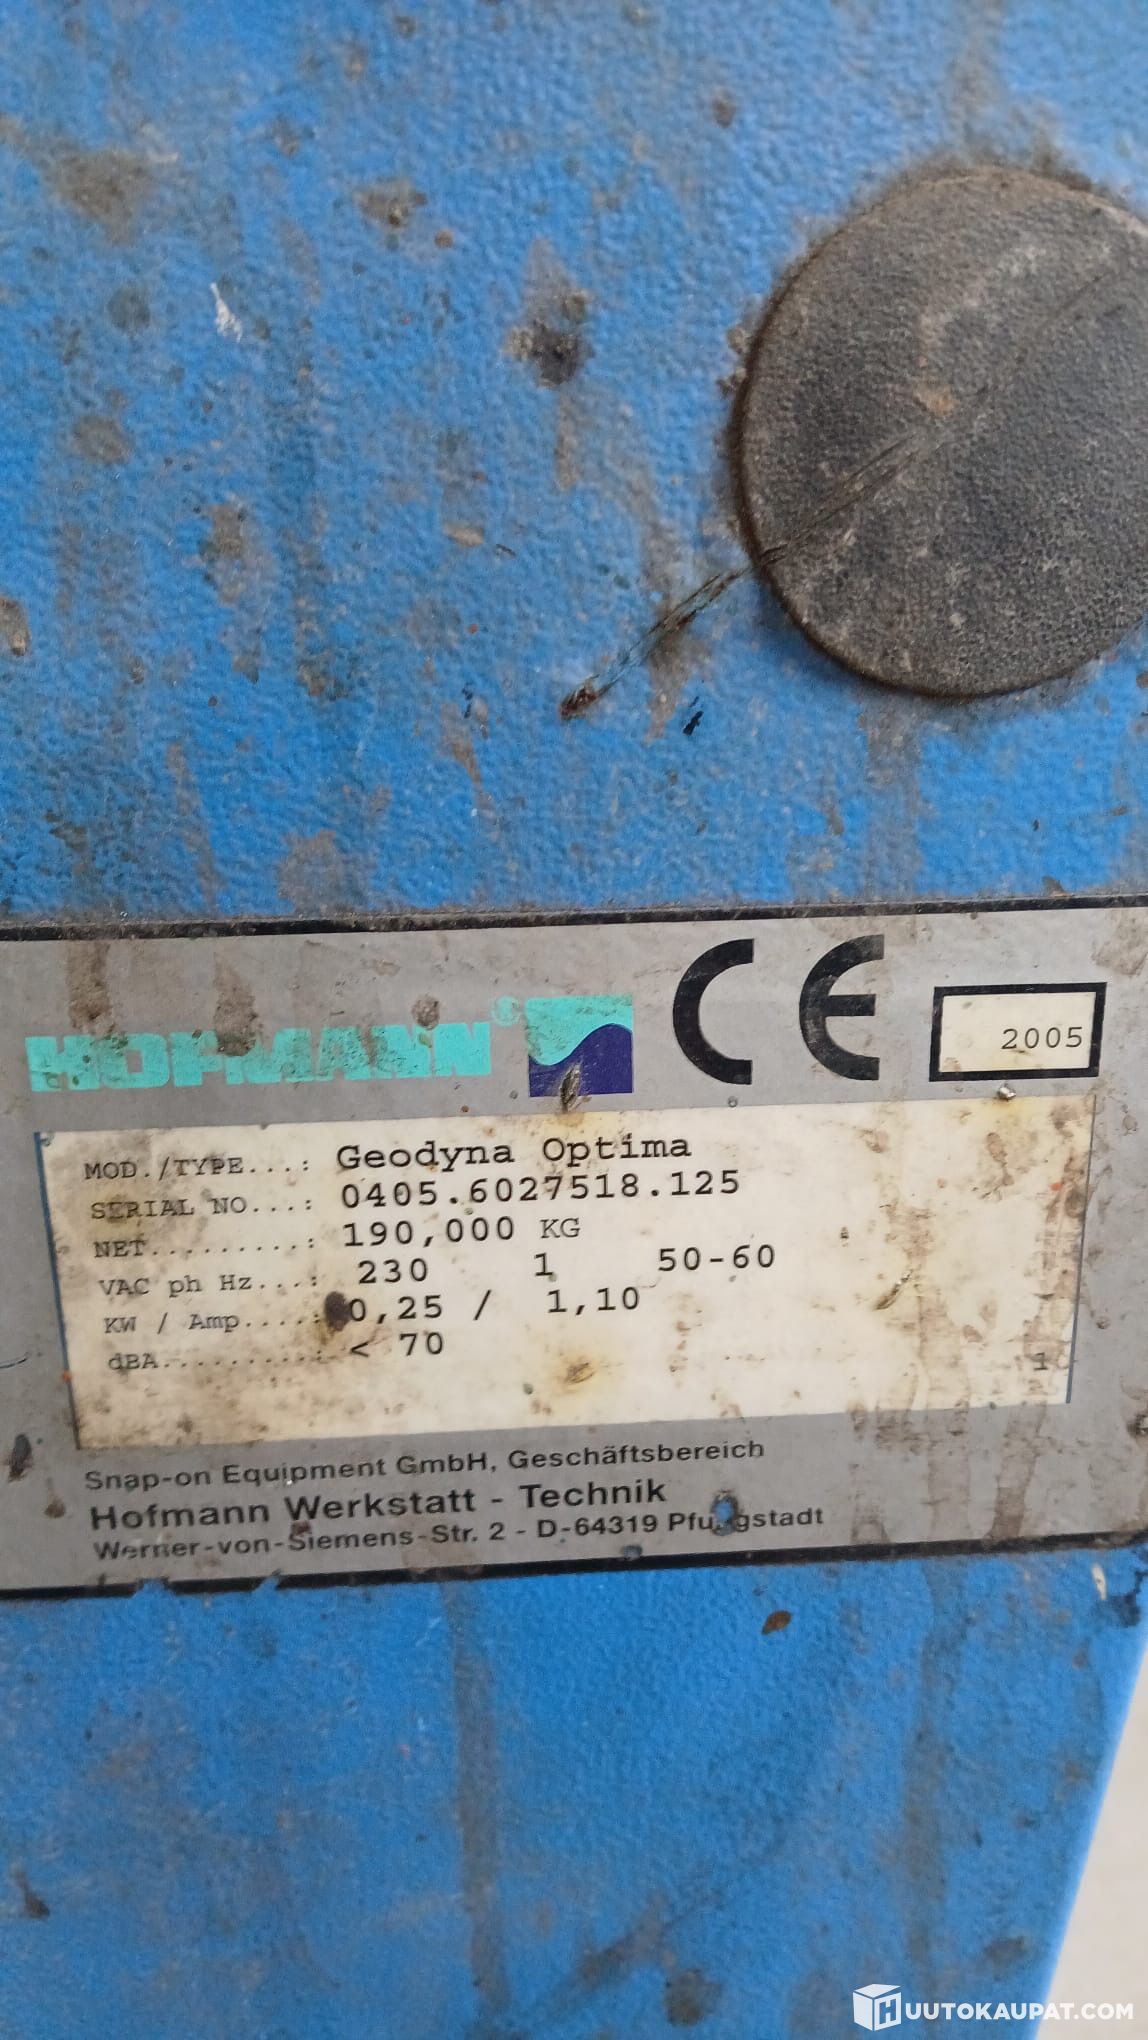 HOFMANN® CE 2005
6
MOD./TYPE...: Geodyna Optima
SERIAL NO...: 0405.6027518.125
NET.........: 190,000 KG
VAC ph Hz...: 230 1 50-60
KW / Amp....: 0,25 / 1,10
dBA.........: < 70
1
Snap-on Equipment GmbH, Geschäftsbereich
Hofmann Werkstatt - Technik
Werner-von-Siemens-Str. 2 - D-64319 Pfungstadt
HUUTOKAUPAT.COM